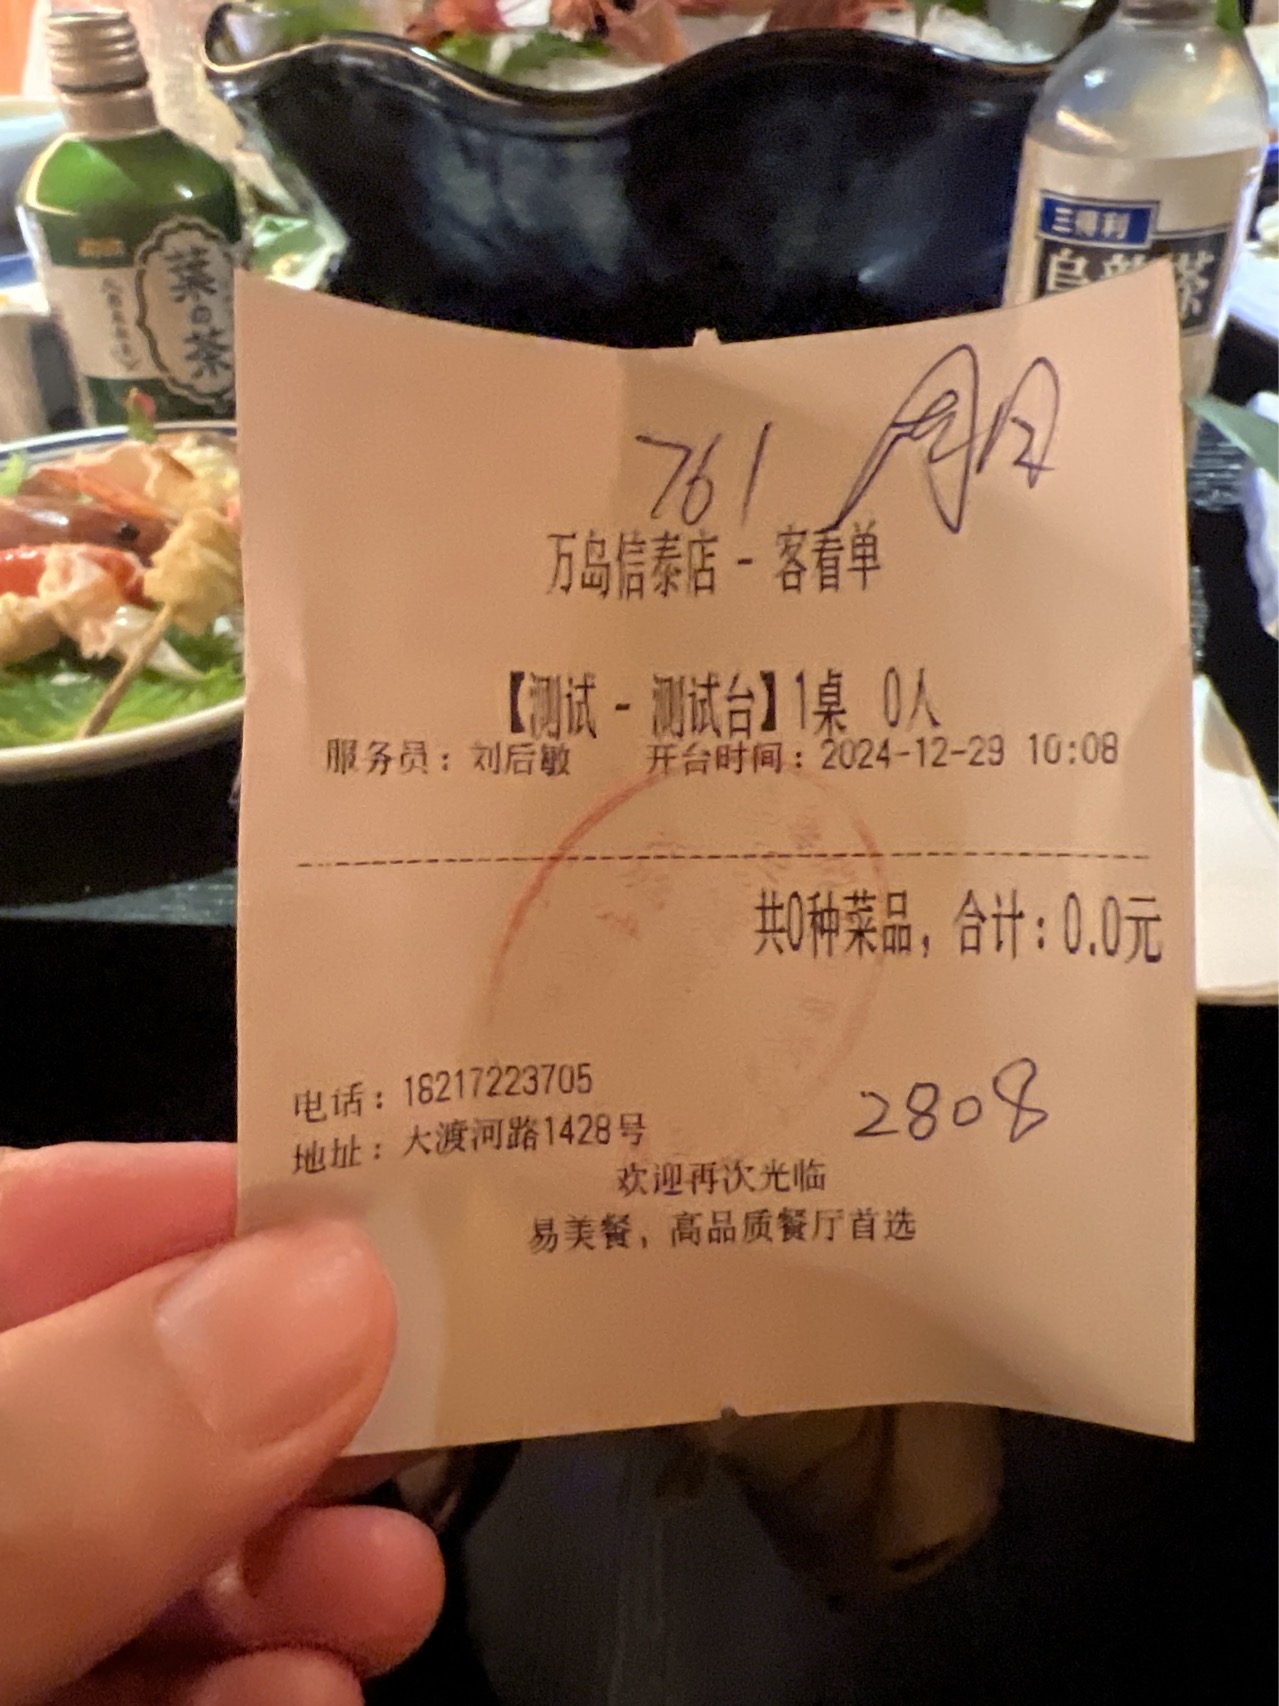 菜日茶
三得利
乌龙茶
761
万岛信泰店 - 客看单
【测试 - 测试台】1桌 0人
服务员：刘后敏 开台时间：2024-12-29 10:08
共0种菜品，合计：0.0元
电话：18217223705
地址：大渡河路1428号
2808
欢迎再次光临
易美餐，高品质餐厅首选